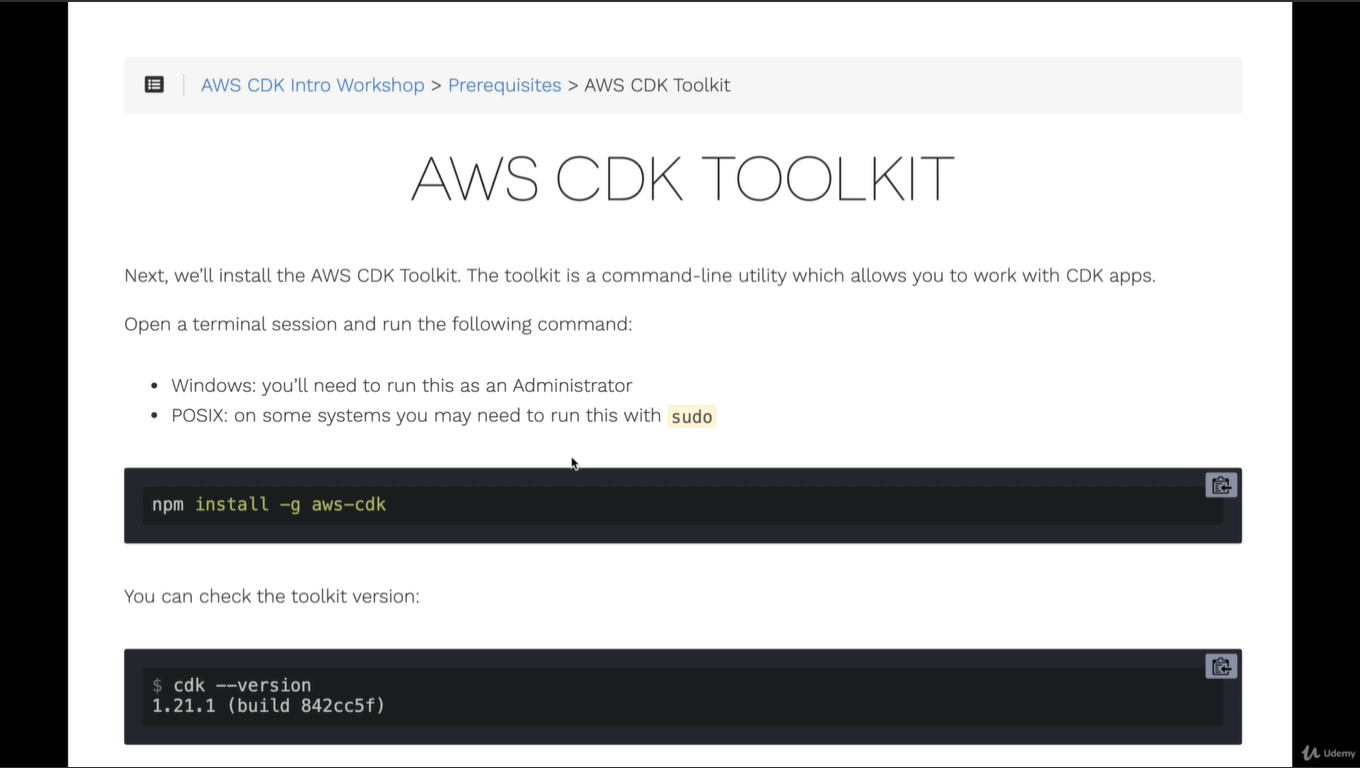 AWS CDK Intro Workshop > Prerequisites > AWS CDK Toolkit
AWS CDK TOOLKIT
Next, we'll install the AWS CDK Toolkit. The toolkit is a command-line utility which allows you to work with CDK apps.
Open a terminal session and run the following command:
• Windows: you'll need to run this as an Administrator
• POSIX: on some systems you may need to run this with sudo
npm install -g aws-cdk
You can check the toolkit version:
$ cdk --version
1.21.1 (build 842cc5f)
Udemy